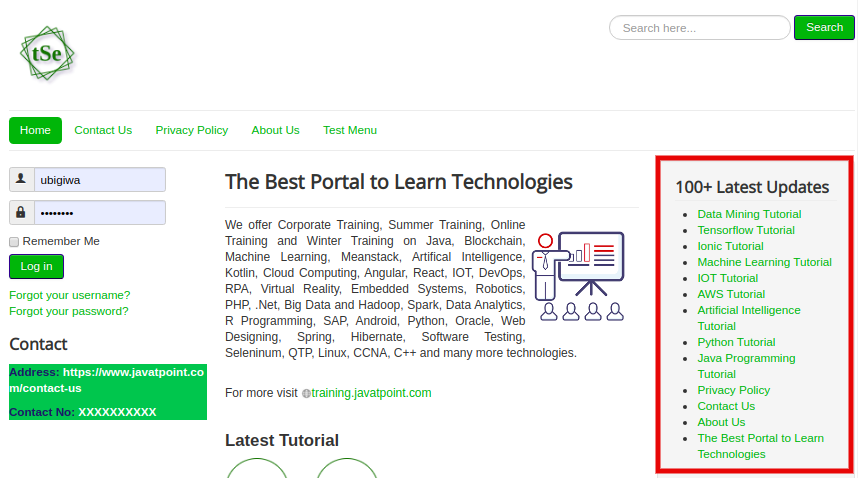 tSe
Search here...
Search
Home
Contact Us
Privacy Policy
About Us
Test Menu
ubigiwa
••••••••
Remember Me
Log in
Forgot your username?
Forgot your password?
Contact
Address: https://www.javatpoint.co
m/contact-us
Contact No: XXXXXXXXXX
The Best Portal to Learn Technologies
We offer Corporate Training, Summer Training, Online
Training and Winter Training on Java, Blockchain,
Machine Learning, Meanstack, Artifical Intelligence,
Kotlin, Cloud Computing, Angular, React, IOT, DevOps,
RPA, Virtual Reality, Embedded Systems, Robotics,
PHP, .Net, Big Data and Hadoop, Spark, Data Analytics,
R Programming, SAP, Android, Python, Oracle, Web
Designing, Spring, Hibernate, Software Testing,
Seleninum, QTP, Linux, CCNA, C++ and many more technologies.
For more visit training.javatpoint.com
Latest Tutorial
100+ Latest Updates
Data Mining Tutorial
Tensorflow Tutorial
Ionic Tutorial
Machine Learning Tutorial
IOT Tutorial
AWS Tutorial
Artificial Intelligence
Tutorial
Python Tutorial
Java Programming
Tutorial
Privacy Policy
Contact Us
About Us
The Best Portal to Learn
Technologies